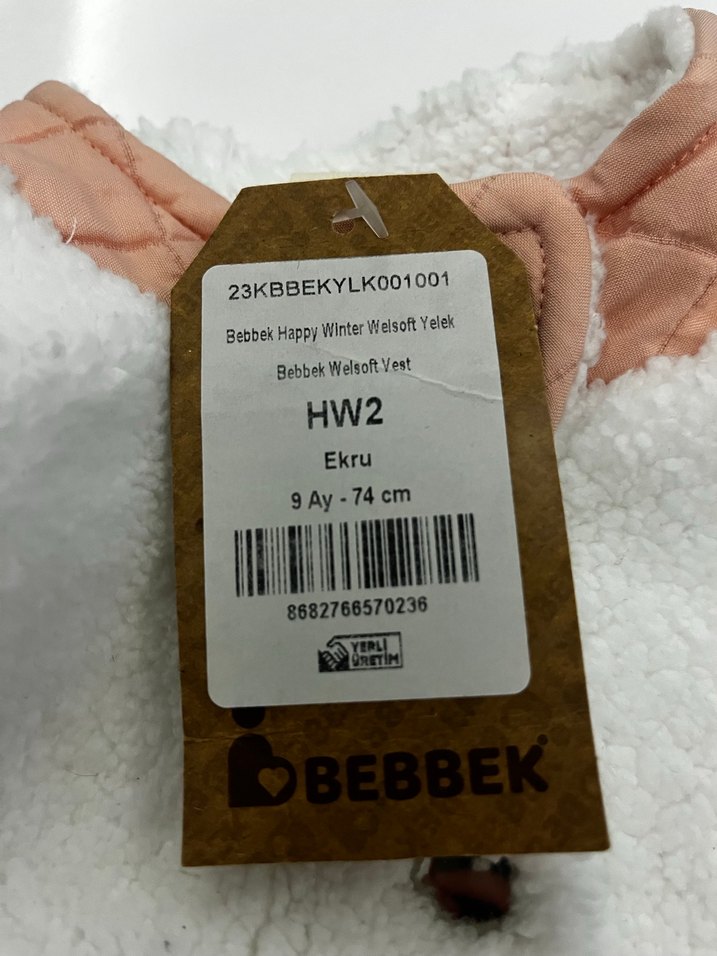 23KBBEKYLK001001
Bebbek Happy Winter Welsoft Yelek
Bebbek Welsoft Vest
HW2
Ekru
9 Ay - 74 cm
8682766570236
YERLİ
ÜRETİM
BEBBEK®